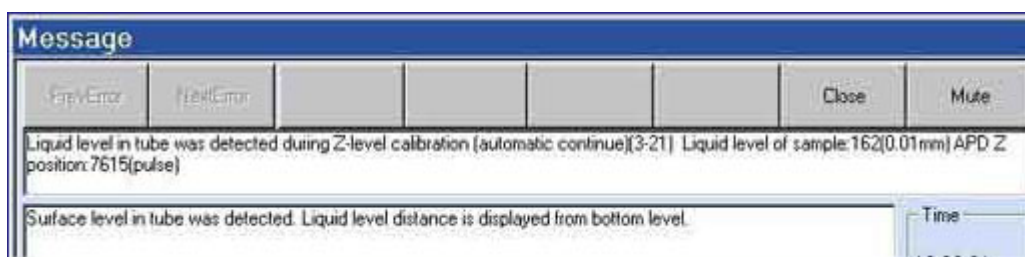 Message
PrevError NextError Close Mute
Liquid level in tube was detected during Z-level calibration (automatic continue)(3-21) Liquid level of sample:162(0.01mm) APD Z
position:7615(pulse)
Surface level in tube was detected. Liquid level distance is displayed from bottom level.
Time